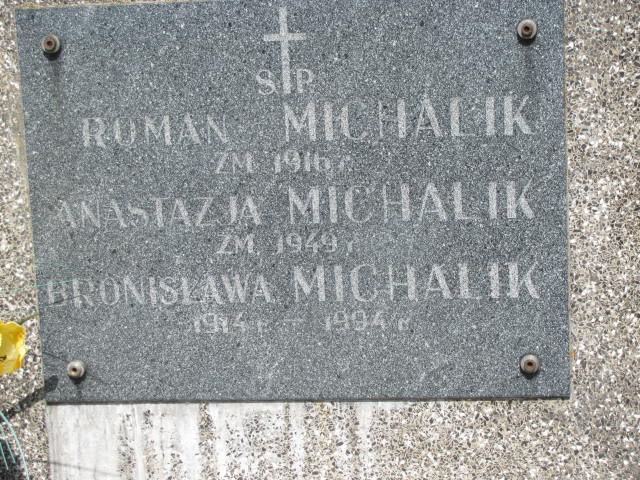 S P
ROMAN MICHALIK
ZM. 1916 r.
ANASTAZJA MICHALIK
ZM. 1949 r.
BRONISŁAWA MICHALIK
1914 r. - 1994 r.